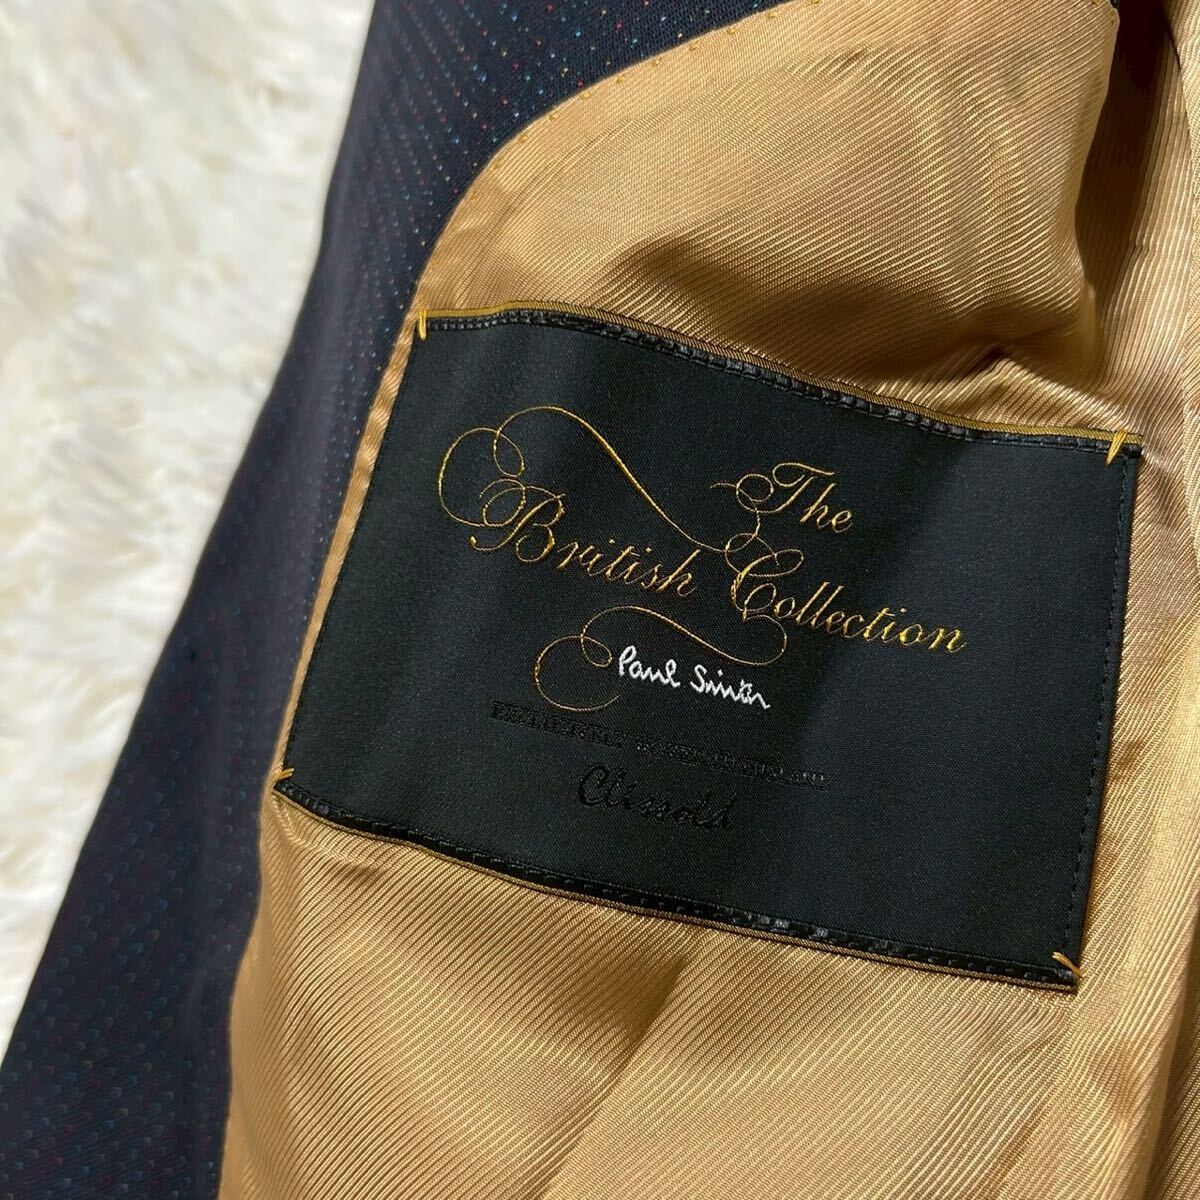 The
British Collection
Paul Smith
Clissold